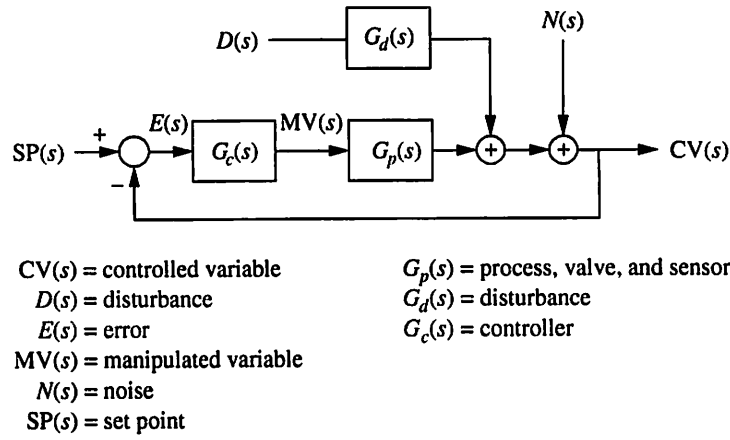 D(s)
G_d(s)
N(s)
SP(s)
+
−
E(s)
G_c(s)
MV(s)
G_p(s)
+
+
CV(s)
CV(s) = controlled variable
D(s) = disturbance
E(s) = error
MV(s) = manipulated variable
N(s) = noise
SP(s) = set point
G_p(s) = process, valve, and sensor
G_d(s) = disturbance
G_c(s) = controller